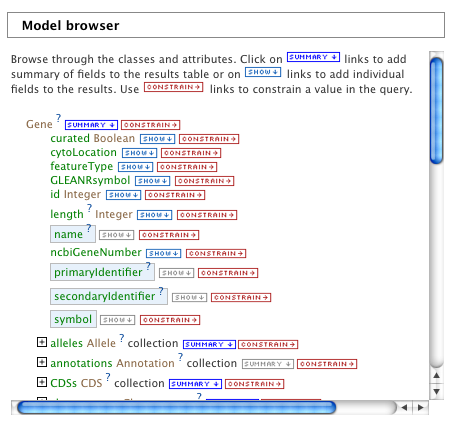 Model browser
Browse through the classes and attributes. Click on SUMMARY ↓ links to add
summary of fields to the results table or on SHOW ↓ links to add individual
fields to the results. Use CONSTRAIN → links to constrain a value in the query.
Gene ? SUMMARY ↓ CONSTRAIN →
curated Boolean SHOW ↓ CONSTRAIN →
cytoLocation SHOW ↓ CONSTRAIN →
featureType SHOW ↓ CONSTRAIN →
GLEANRsymbol SHOW ↓ CONSTRAIN →
id Integer SHOW ↓ CONSTRAIN →
length ? Integer SHOW ↓ CONSTRAIN →
name ? SHOW ↓ CONSTRAIN →
ncbiGeneNumber SHOW ↓ CONSTRAIN →
primaryIdentifier ? SHOW ↓ CONSTRAIN →
secondaryIdentifier ? SHOW ↓ CONSTRAIN →
symbol SHOW ↓ CONSTRAIN →
alleles Allele ? collection SUMMARY ↓ CONSTRAIN →
annotations Annotation ? collection SUMMARY ↓ CONSTRAIN →
CDSs CDS ? collection SUMMARY ↓ CONSTRAIN →